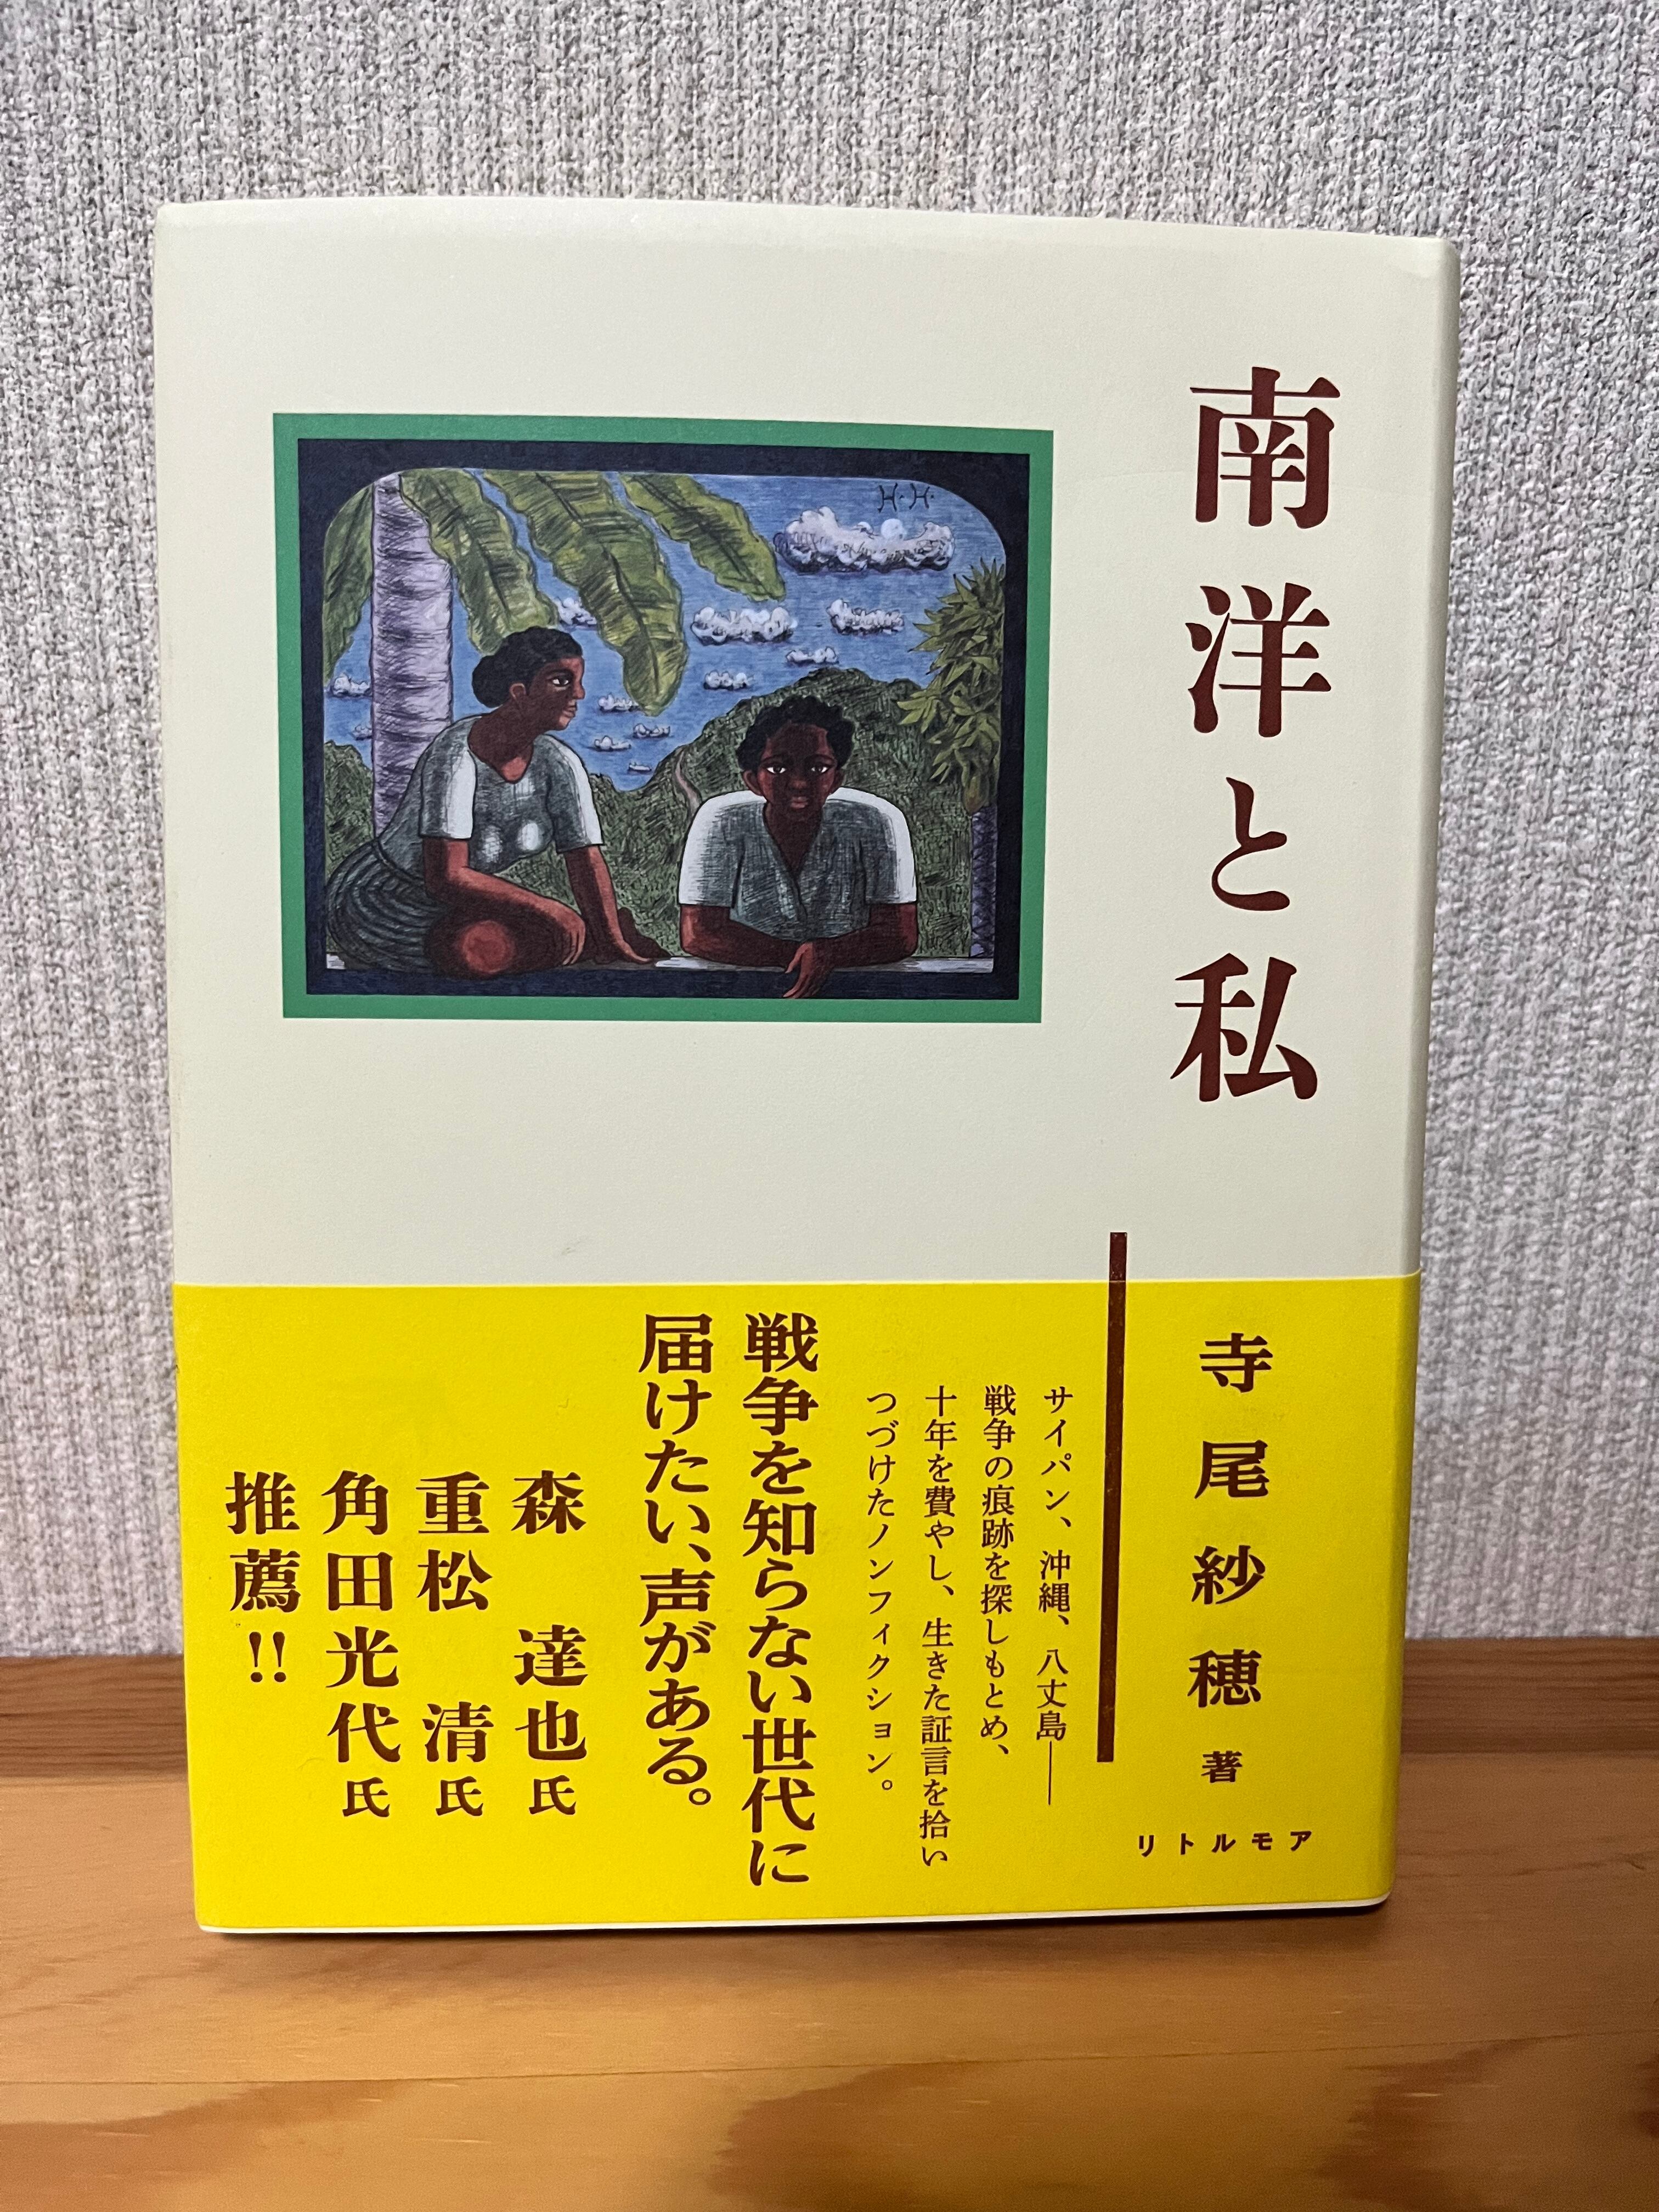 南洋と私
H.H.
寺尾紗穂 著
リトルモア
サイパン、沖縄、八丈島――
戦争の痕跡を探しもとめ、
十年を費やし、生きた証言を拾い
つづけたノンフィクション。
戦争を知らない世代に
届けたい、声がある。
森 達也氏
重松 清氏
角田光代氏
推薦!!